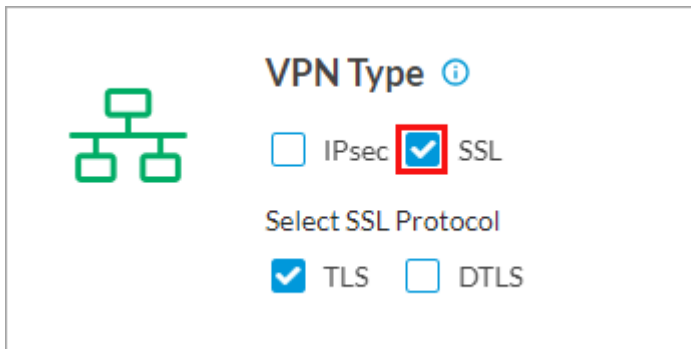 VPN Type
IPsec SSL
Select SSL Protocol
TLS DTLS